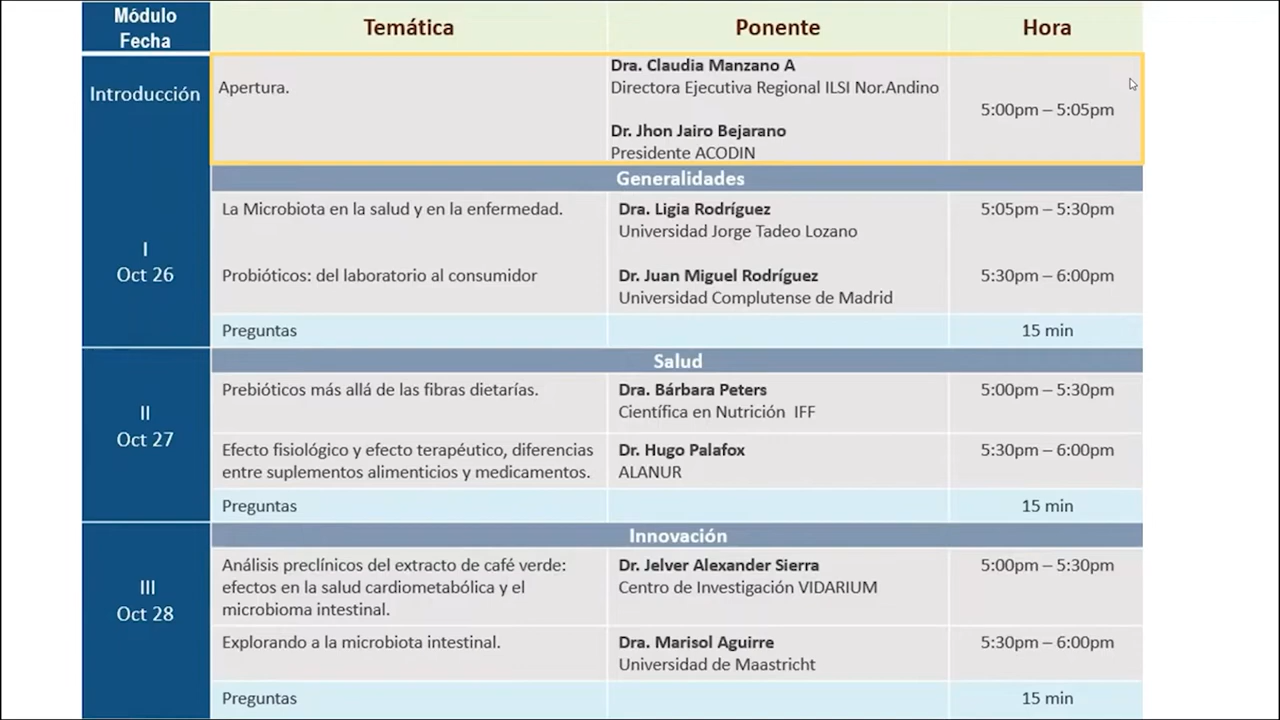 Módulo
Fecha
Temática
Ponente
Hora
Introducción
Apertura.
Dra. Claudia Manzano A
Directora Ejecutiva Regional ILSI Nor.Andino
Dr. Jhon Jairo Bejarano
Presidente ACODIN
5:00pm – 5:05pm
Generalidades
I
Oct 26
La Microbiota en la salud y en la enfermedad.
Dra. Ligia Rodríguez
Universidad Jorge Tadeo Lozano
5:05pm – 5:30pm
Probióticos: del laboratorio al consumidor
Dr. Juan Miguel Rodríguez
Universidad Complutense de Madrid
5:30pm – 6:00pm
Preguntas
15 min
Salud
II
Oct 27
Prebióticos más allá de las fibras dietarías.
Dra. Bárbara Peters
Científica en Nutrición IFF
5:00pm – 5:30pm
Efecto fisiológico y efecto terapéutico, diferencias
entre suplementos alimenticios y medicamentos.
Dr. Hugo Palafox
ALANUR
5:30pm – 6:00pm
Preguntas
15 min
Innovación
III
Oct 28
Análisis preclínicos del extracto de café verde:
efectos en la salud cardiometabólica y el
microbioma intestinal.
Dr. Jelver Alexander Sierra
Centro de Investigación VIDARIUM
5:00pm – 5:30pm
Explorando a la microbiota intestinal.
Dra. Marisol Aguirre
Universidad de Maastricht
5:30pm – 6:00pm
Preguntas
15 min